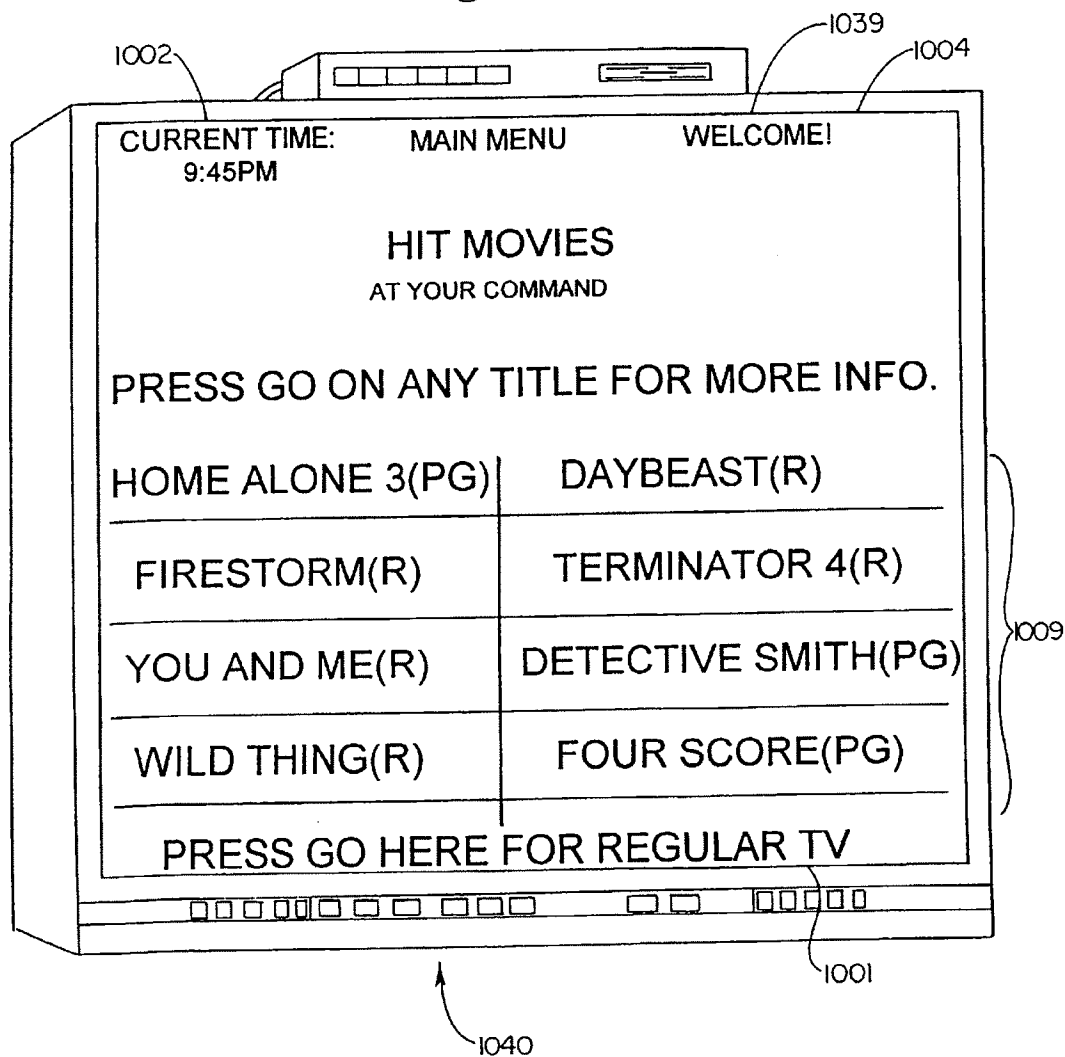 1039
1002
1004
CURRENT TIME: MAIN MENU WELCOME!
9:45PM
HIT MOVIES
AT YOUR COMMAND
PRESS GO ON ANY TITLE FOR MORE INFO.
HOME ALONE 3(PG) DAYBEAST(R)
FIRESTORM(R) TERMINATOR 4(R)
1009
YOU AND ME(R) DETECTIVE SMITH(PG)
WILD THING(R) FOUR SCORE(PG)
PRESS GO HERE FOR REGULAR TV
1001
1040